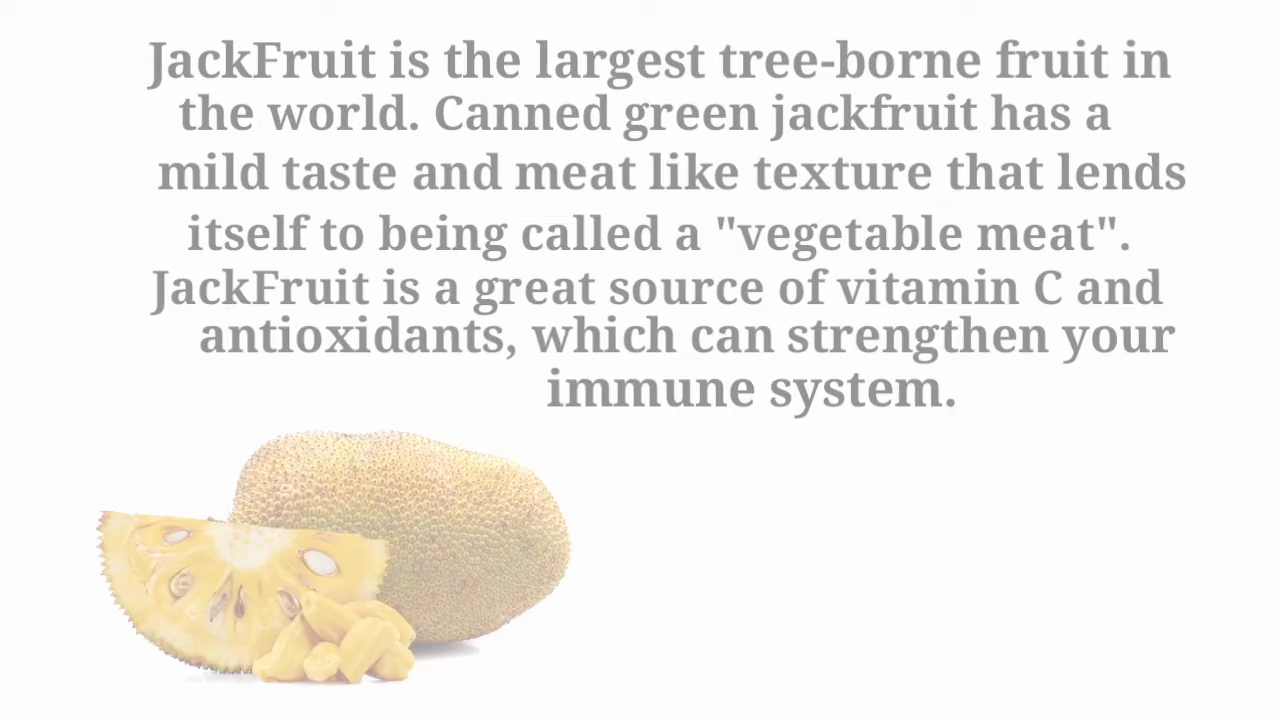 JackFruit is the largest tree-borne fruit in
the world. Canned green jackfruit has a
mild taste and meat like texture that lends
itself to being called a "vegetable meat".
JackFruit is a great source of vitamin C and
antioxidants, which can strengthen your
immune system.